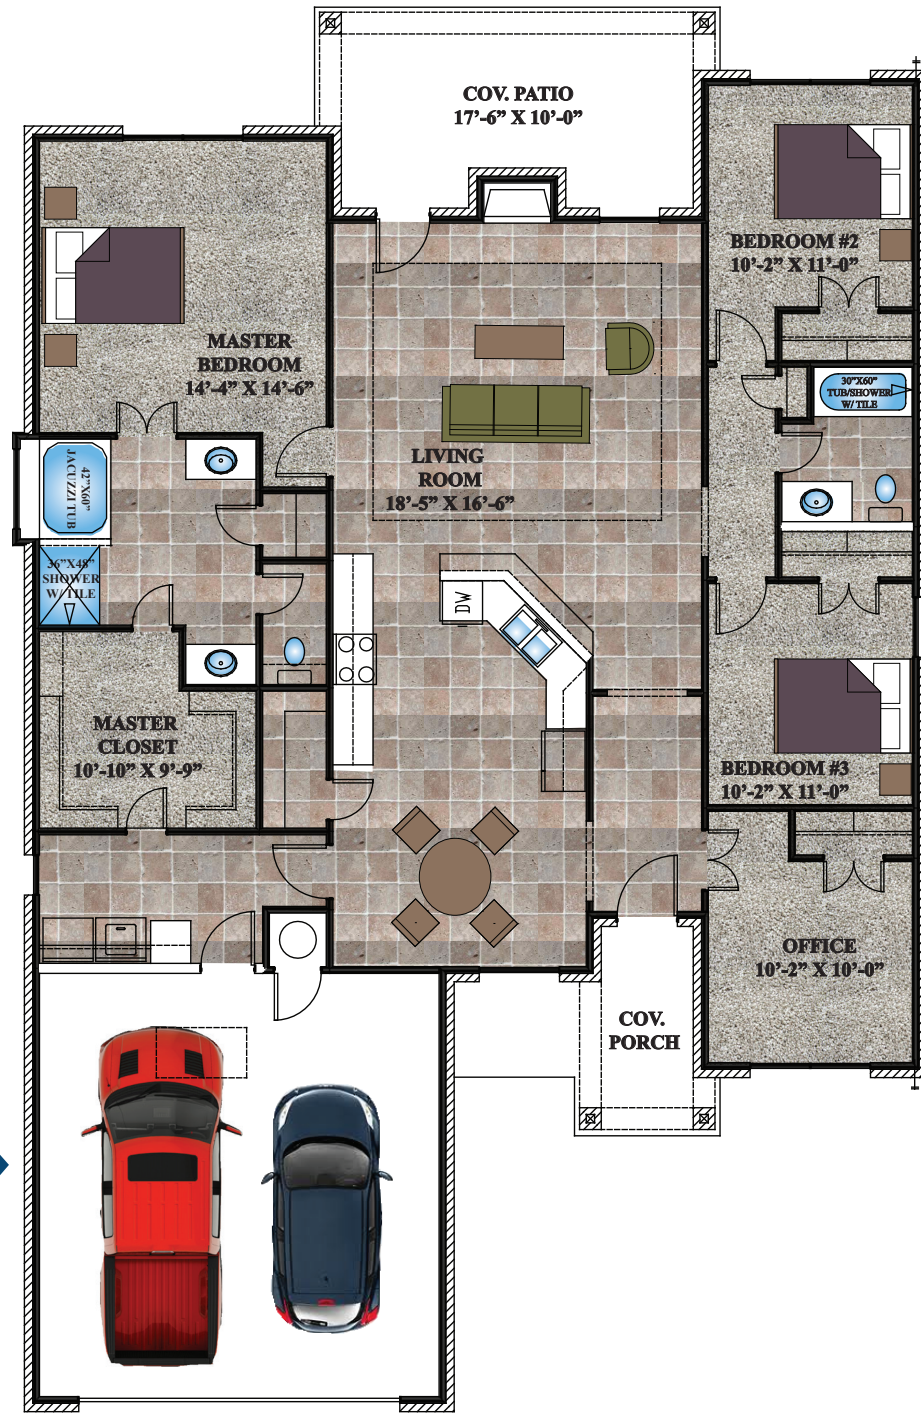 COV. PATIO
17'-6" X 10'-0"
BEDROOM #2
10'-2" X 11'-0"
MASTER
BEDROOM
14'-4" X 14'-6"
30"X60"
TUB/SHOWER
W/ TILE
LIVING
ROOM
18'-5" X 16'-6"
42"X60"
JACUZZI TUB
36"X48"
SHOWER
W/ TILE
DW
MASTER
CLOSET
10'-10" X 9'-9"
BEDROOM #3
10'-2" X 11'-0"
OFFICE
10'-2" X 10'-0"
COV.
PORCH